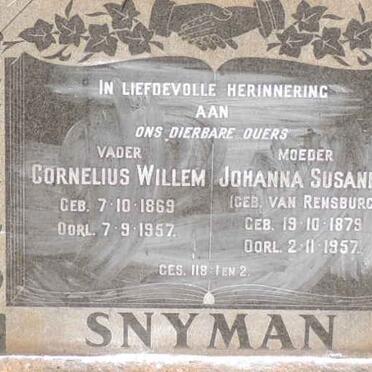 IN LIEFDEVOLLE HERINNERING
AAN
ONS DIERBARE OUERS
VADER
CORNELIUS WILLEM
GEB. 7-10-1869
OORL. 7-9-1957.
MOEDER
JOHANNA
(GEB. VAN RENSBURG
GEB. 19-10-1879
OORL. 2-11-1957.
GES. 118-1 en 2.
SNYMAN